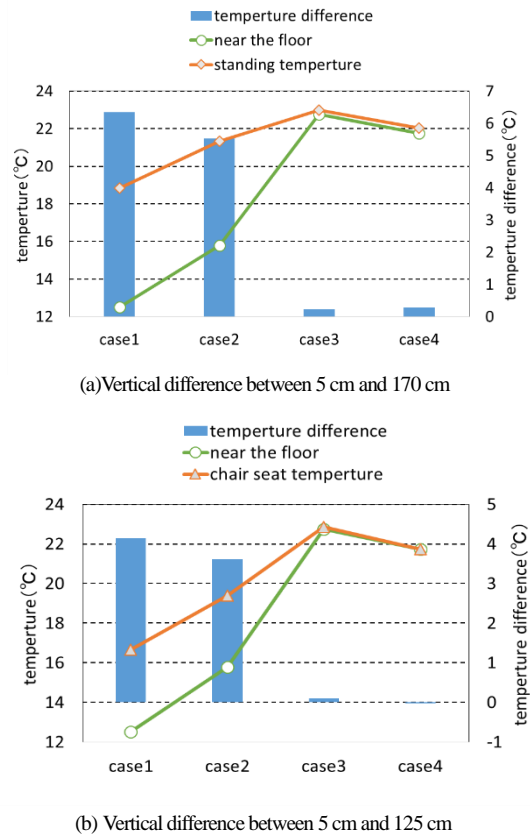 temperture difference
near the floor
standing temperture
24
22
20
18
16
14
12
temperture(℃)
7
6
5
4
3
2
1
0
temperture difference(℃)
case1 case2 case3 case4
(a)Vertical difference between 5 cm and 170 cm
temperture difference
near the floor
chair seat temperture
24
22
20
18
16
14
12
temperture(℃)
5
4
3
2
1
0
-1
temperture difference(℃)
case1 case2 case3 case4
(b) Vertical difference between 5 cm and 125 cm